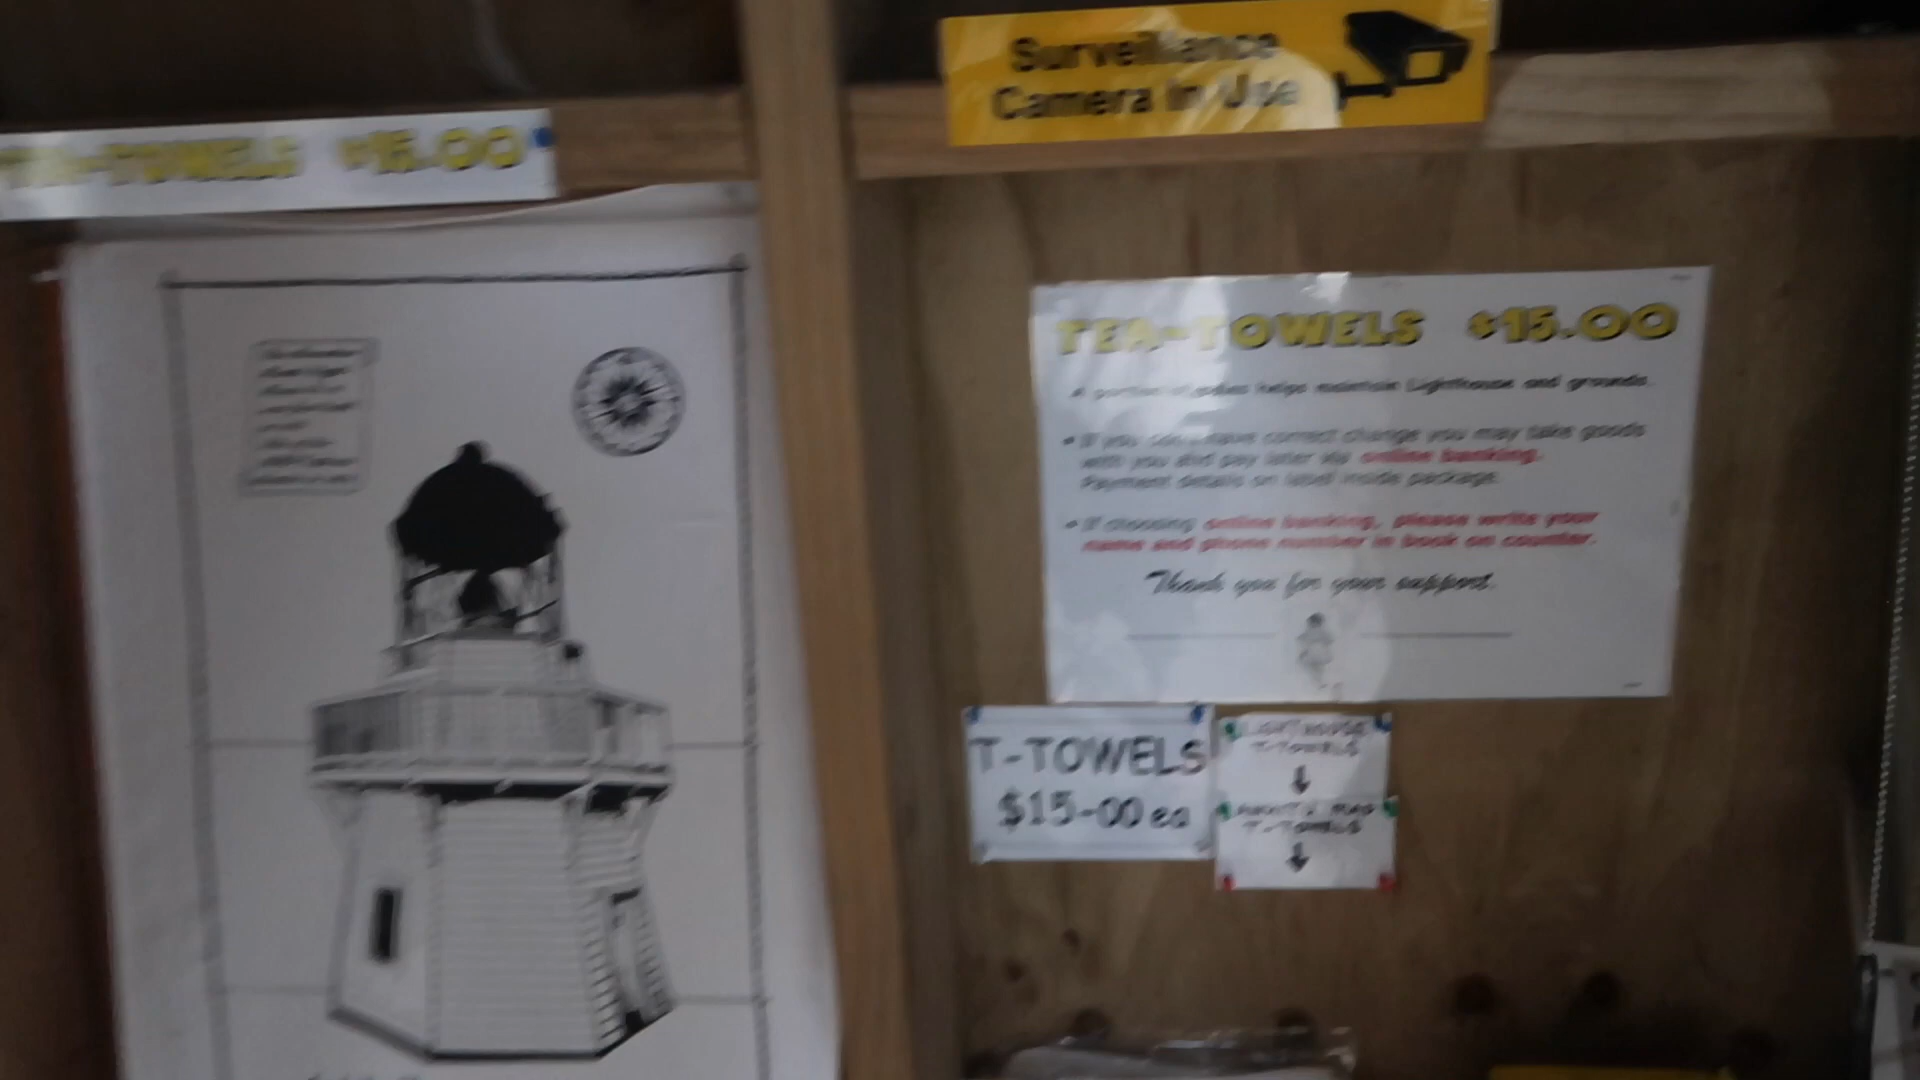 TEA-TOWELS $15.00
Surveillance
Camera in Use
TEA-TOWELS $15.00
A portion of sales helps maintain Lighthouse and grounds.
• If you don't have correct change you may take goods
with you and pay later via online banking.
Payment details on label inside package.
• If choosing online banking, please write your
name and phone number in book on counter.
Thank you for your support.
T-TOWELS
$15-00 ea
LIGHTHOUSE
T-TOWELS
↓
MAP
T-TOWELS
↓